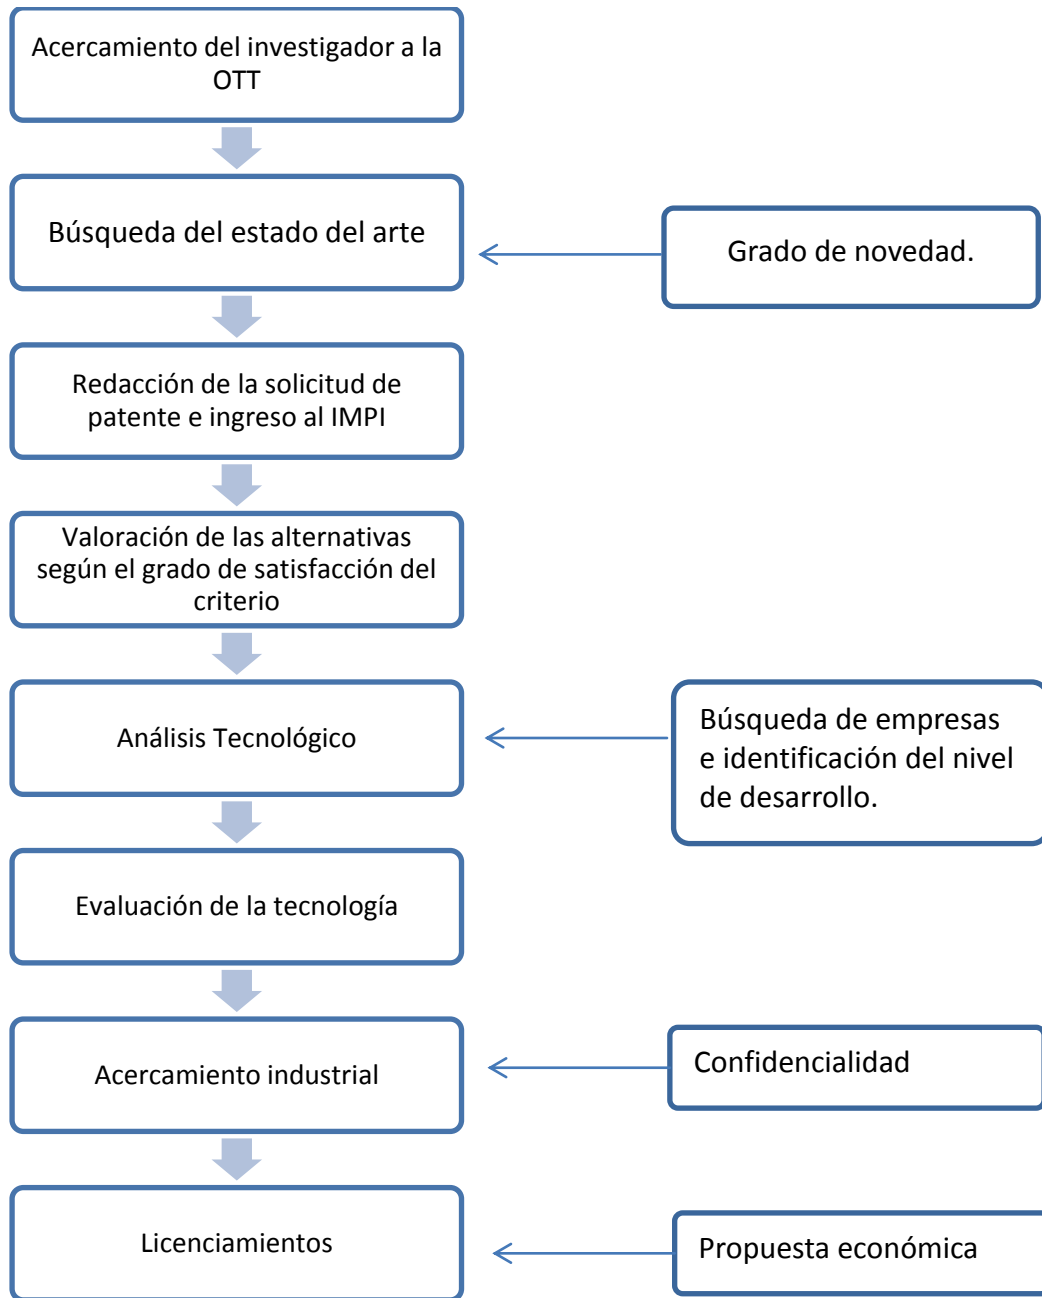 Acercamiento del investigador a la
OTT
Búsqueda del estado del arte
Grado de novedad.
Redacción de la solicitud de
patente e ingreso al IMPI
Valoración de las alternativas
según el grado de satisfacción del
criterio
Análisis Tecnológico
Búsqueda de empresas
e identificación del nivel
de desarrollo.
Evaluación de la tecnología
Acercamiento industrial
Confidencialidad
Licenciamientos
Propuesta económica